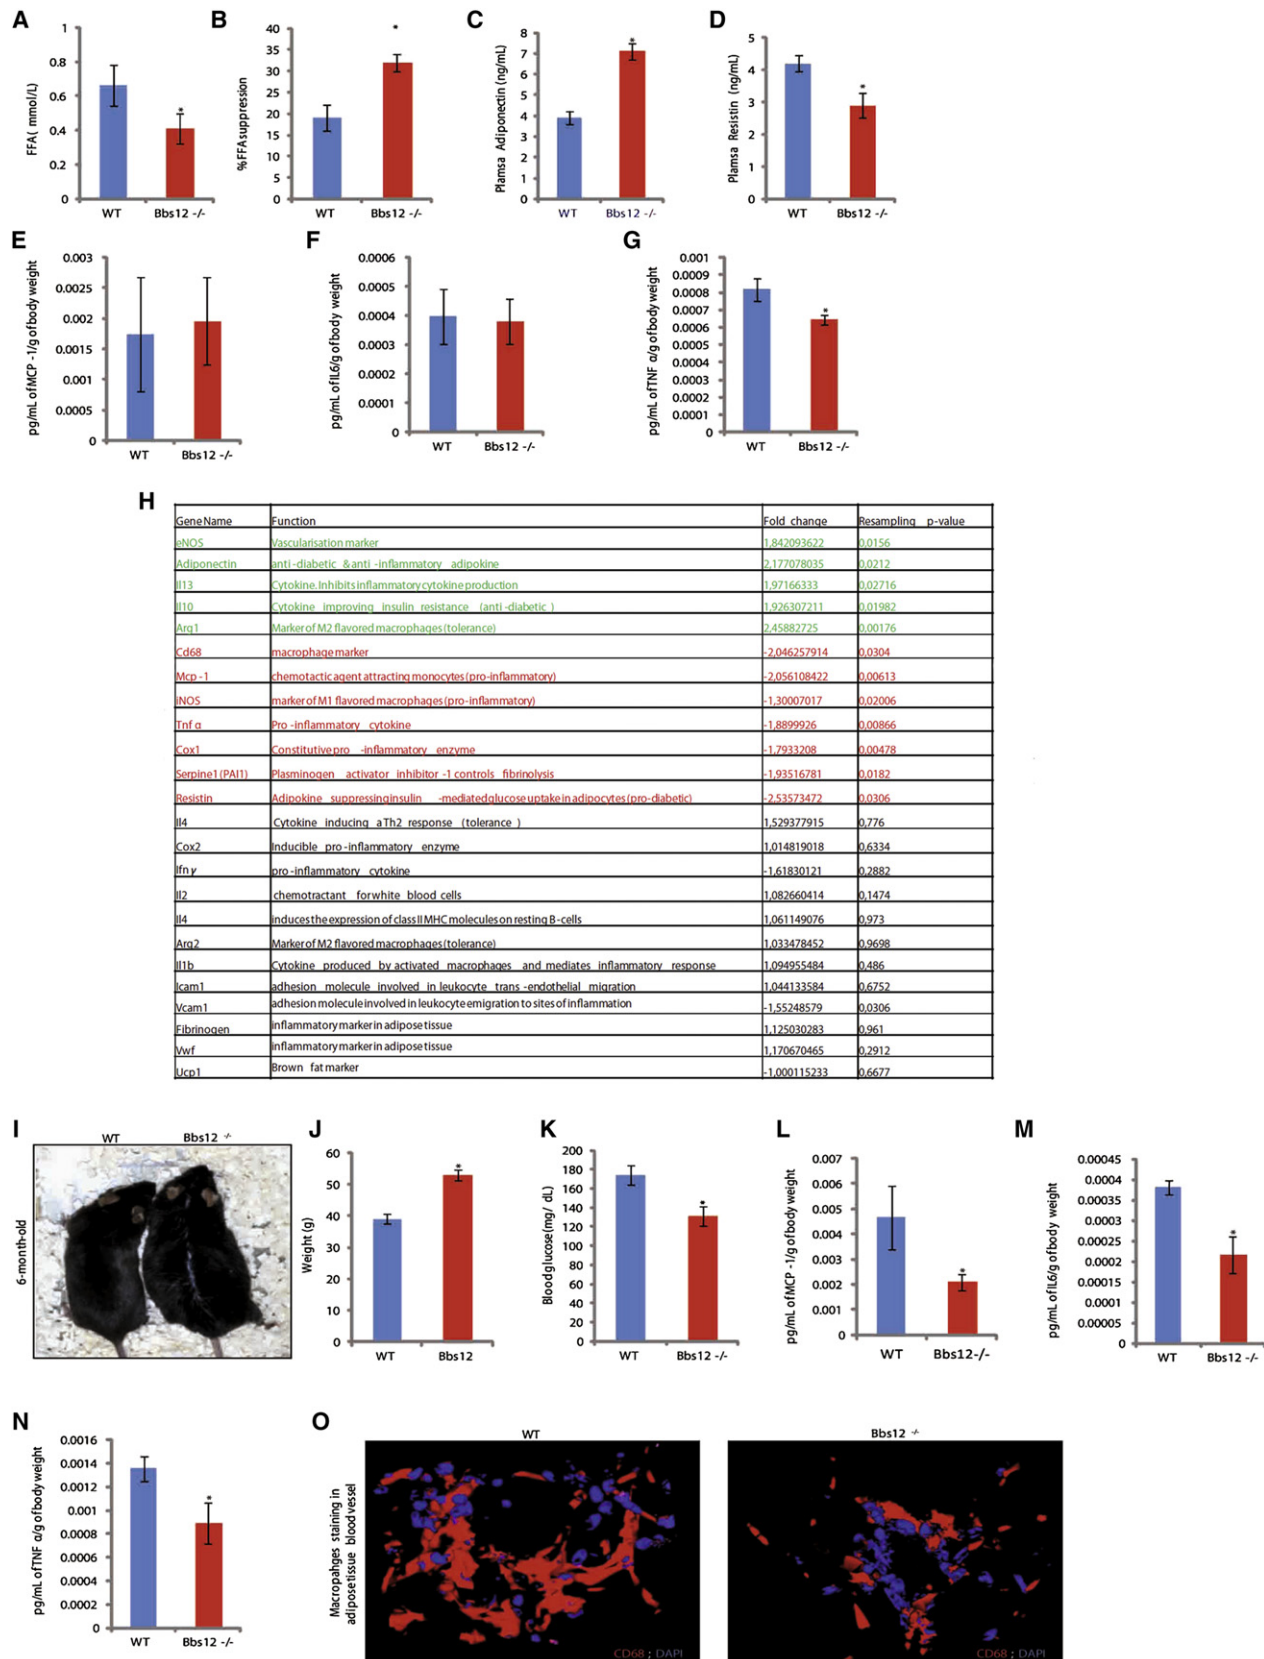 A
FFA( mmol/L)
1
0.8
0.6
0.4
0.2
0
*
WT Bbs12 -/-
B
%FFA suppression
40
35
30
25
20
15
10
5
0
*
WT Bbs12 -/-
C
Plamsa Adiponectin (ng/mL)
8
7
6
5
4
3
2
1
0
*
WT Bbs12 -/-
D
Plamsa Resistin (ng/mL)
5
4
3
2
1
0
*
WT Bbs12 -/-
E
pg/mL of MCP -1/g of body weight
0.003
0.0025
0.002
0.0015
0.001
0.0005
0
WT Bbs12 -/-
F
pg/mL of IL6/g of body weight
0.0006
0.0005
0.0004
0.0003
0.0002
0.0001
0
WT Bbs12 -/-
G
pg/mL of TNF α/g of body weight
0.001
0.0009
0.0008
0.0007
0.0006
0.0005
0.0004
0.0003
0.0002
0.0001
0
*
WT Bbs12 -/-
H
Gene Name Function Fold change Resampling p-value
eNOS Vascularisation marker 1,842093622 0,0156
Adiponectin anti-diabetic & anti-inflammatory adipokine 2,177078035 0,0212
Il13 Cytokine. Inhibits inflammatory cytokine production 1,97166333 0,02716
Il10 Cytokine improving insulin resistance (anti-diabetic ) 1,926307211 0,01982
Arg1 Marker of M2 flavored macrophages (tolerance) 2,45882725 0,00176
Cd68 macrophage marker -2,046257914 0,0304
Mcp -1 chemotactic agent attracting monocytes (pro-inflammatory) -2,056108422 0,00613
iNOS marker of M1 flavored macrophages (pro-inflammatory) -1,30007017 0,02006
Tnf α Pro -inflammatory cytokine -1,8899926 0,00866
Cox1 Constitutive pro -inflammatory enzyme -1,7933208 0,00478
Serpine1 (PAI1) Plasminogen activator inhibitor -1 controls fibrinolysis -1,93516781 0,0182
Resistin Adipokine suppressing insulin -mediated glucose uptake in adipocytes (pro-diabetic) -2,53573472 0,0306
Il4 Cytokine inducing a Th2 response (tolerance ) 1,529377915 0,776
Cox2 Inducible pro-inflammatory enzyme 1,014819018 0,6334
Ifn γ pro-inflammatory cytokine -1,61830121 0,2882
Il2 chemotractant for white blood cells 1,082660414 0,1474
Il4 induces the expression of class II MHC molecules on resting B-cells 1,061149076 0,973
Arg2 Marker of M2 flavored macrophages (tolerance) 1,033478452 0,9698
Il1b Cytokine produced by activated macrophages and mediates inflammatory response 1,094955484 0,486
Icam1 adhesion molecule involved in leukocyte trans -endothelial migration 1,044133584 0,6752
Vcam1 adhesion molecule involved in leukocyte emigration to sites of inflammation -1,55248579 0,0306
Fibrinogen inflammatory marker in adipose tissue 1,125030283 0,961
Vwf inflammatory marker in adipose tissue 1,170670465 0,2912
Ucp1 Brown fat marker -1,000115233 0,6677
I
WT Bbs12 -/-
6-month-old
J
Weight (g)
60
50
40
30
20
10
0
*
WT Bbs12
K
Blood glucose (mg/ dL)
200
180
160
140
120
100
80
60
40
20
0
*
WT Bbs12 -/-
L
pg/mL of MCP -1/g of body weight
0.007
0.006
0.005
0.004
0.003
0.002
0.001
0
*
WT Bbs12-/-
M
pg/mL of IL6/g of body weight
0.00045
0.0004
0.00035
0.0003
0.00025
0.0002
0.00015
0.0001
0.00005
0
*
WT Bbs12 -/-
N
pg/mL of TNF α/g of body weight
0.0016
0.0014
0.0012
0.001
0.0008
0.0006
0.0004
0.0002
0
*
WT Bbs12 -/-
O
WT Bbs12 -/-
Macropahges staining in
adipose tissue blood vessel
CD68 ; DAPI
CD68 ; DAPI